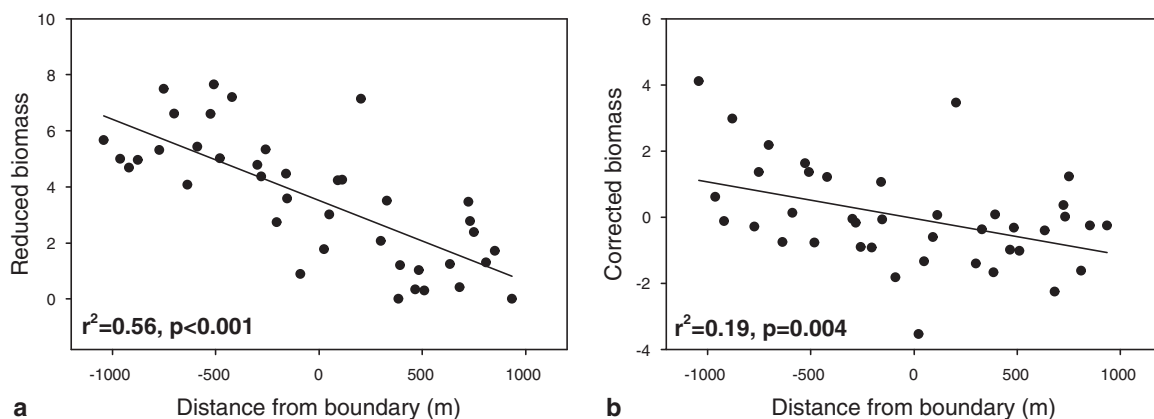 10
8
6
4
2
0
Reduced biomass
r²=0.56, p<0.001
-1000
-500
0
500
1000
a
Distance from boundary (m)
6
4
2
0
-2
-4
Corrected biomass
r²=0.19, p=0.004
-1000
-500
0
500
1000
b
Distance from boundary (m)